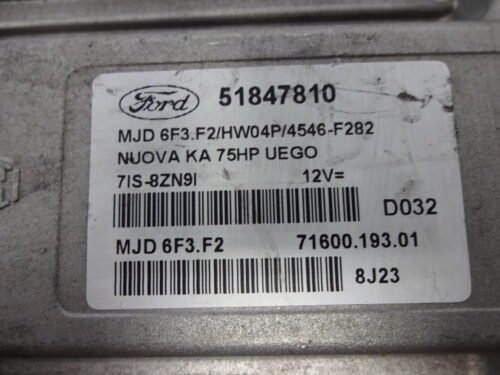 Ford 51847810
MJD 6F3.F2/HW04P/4546-F282
NUOVA KA 75HP UEGO
7IS-8ZN9I 12V=
D032
MJD 6F3.F2 71600.193.01
8J23